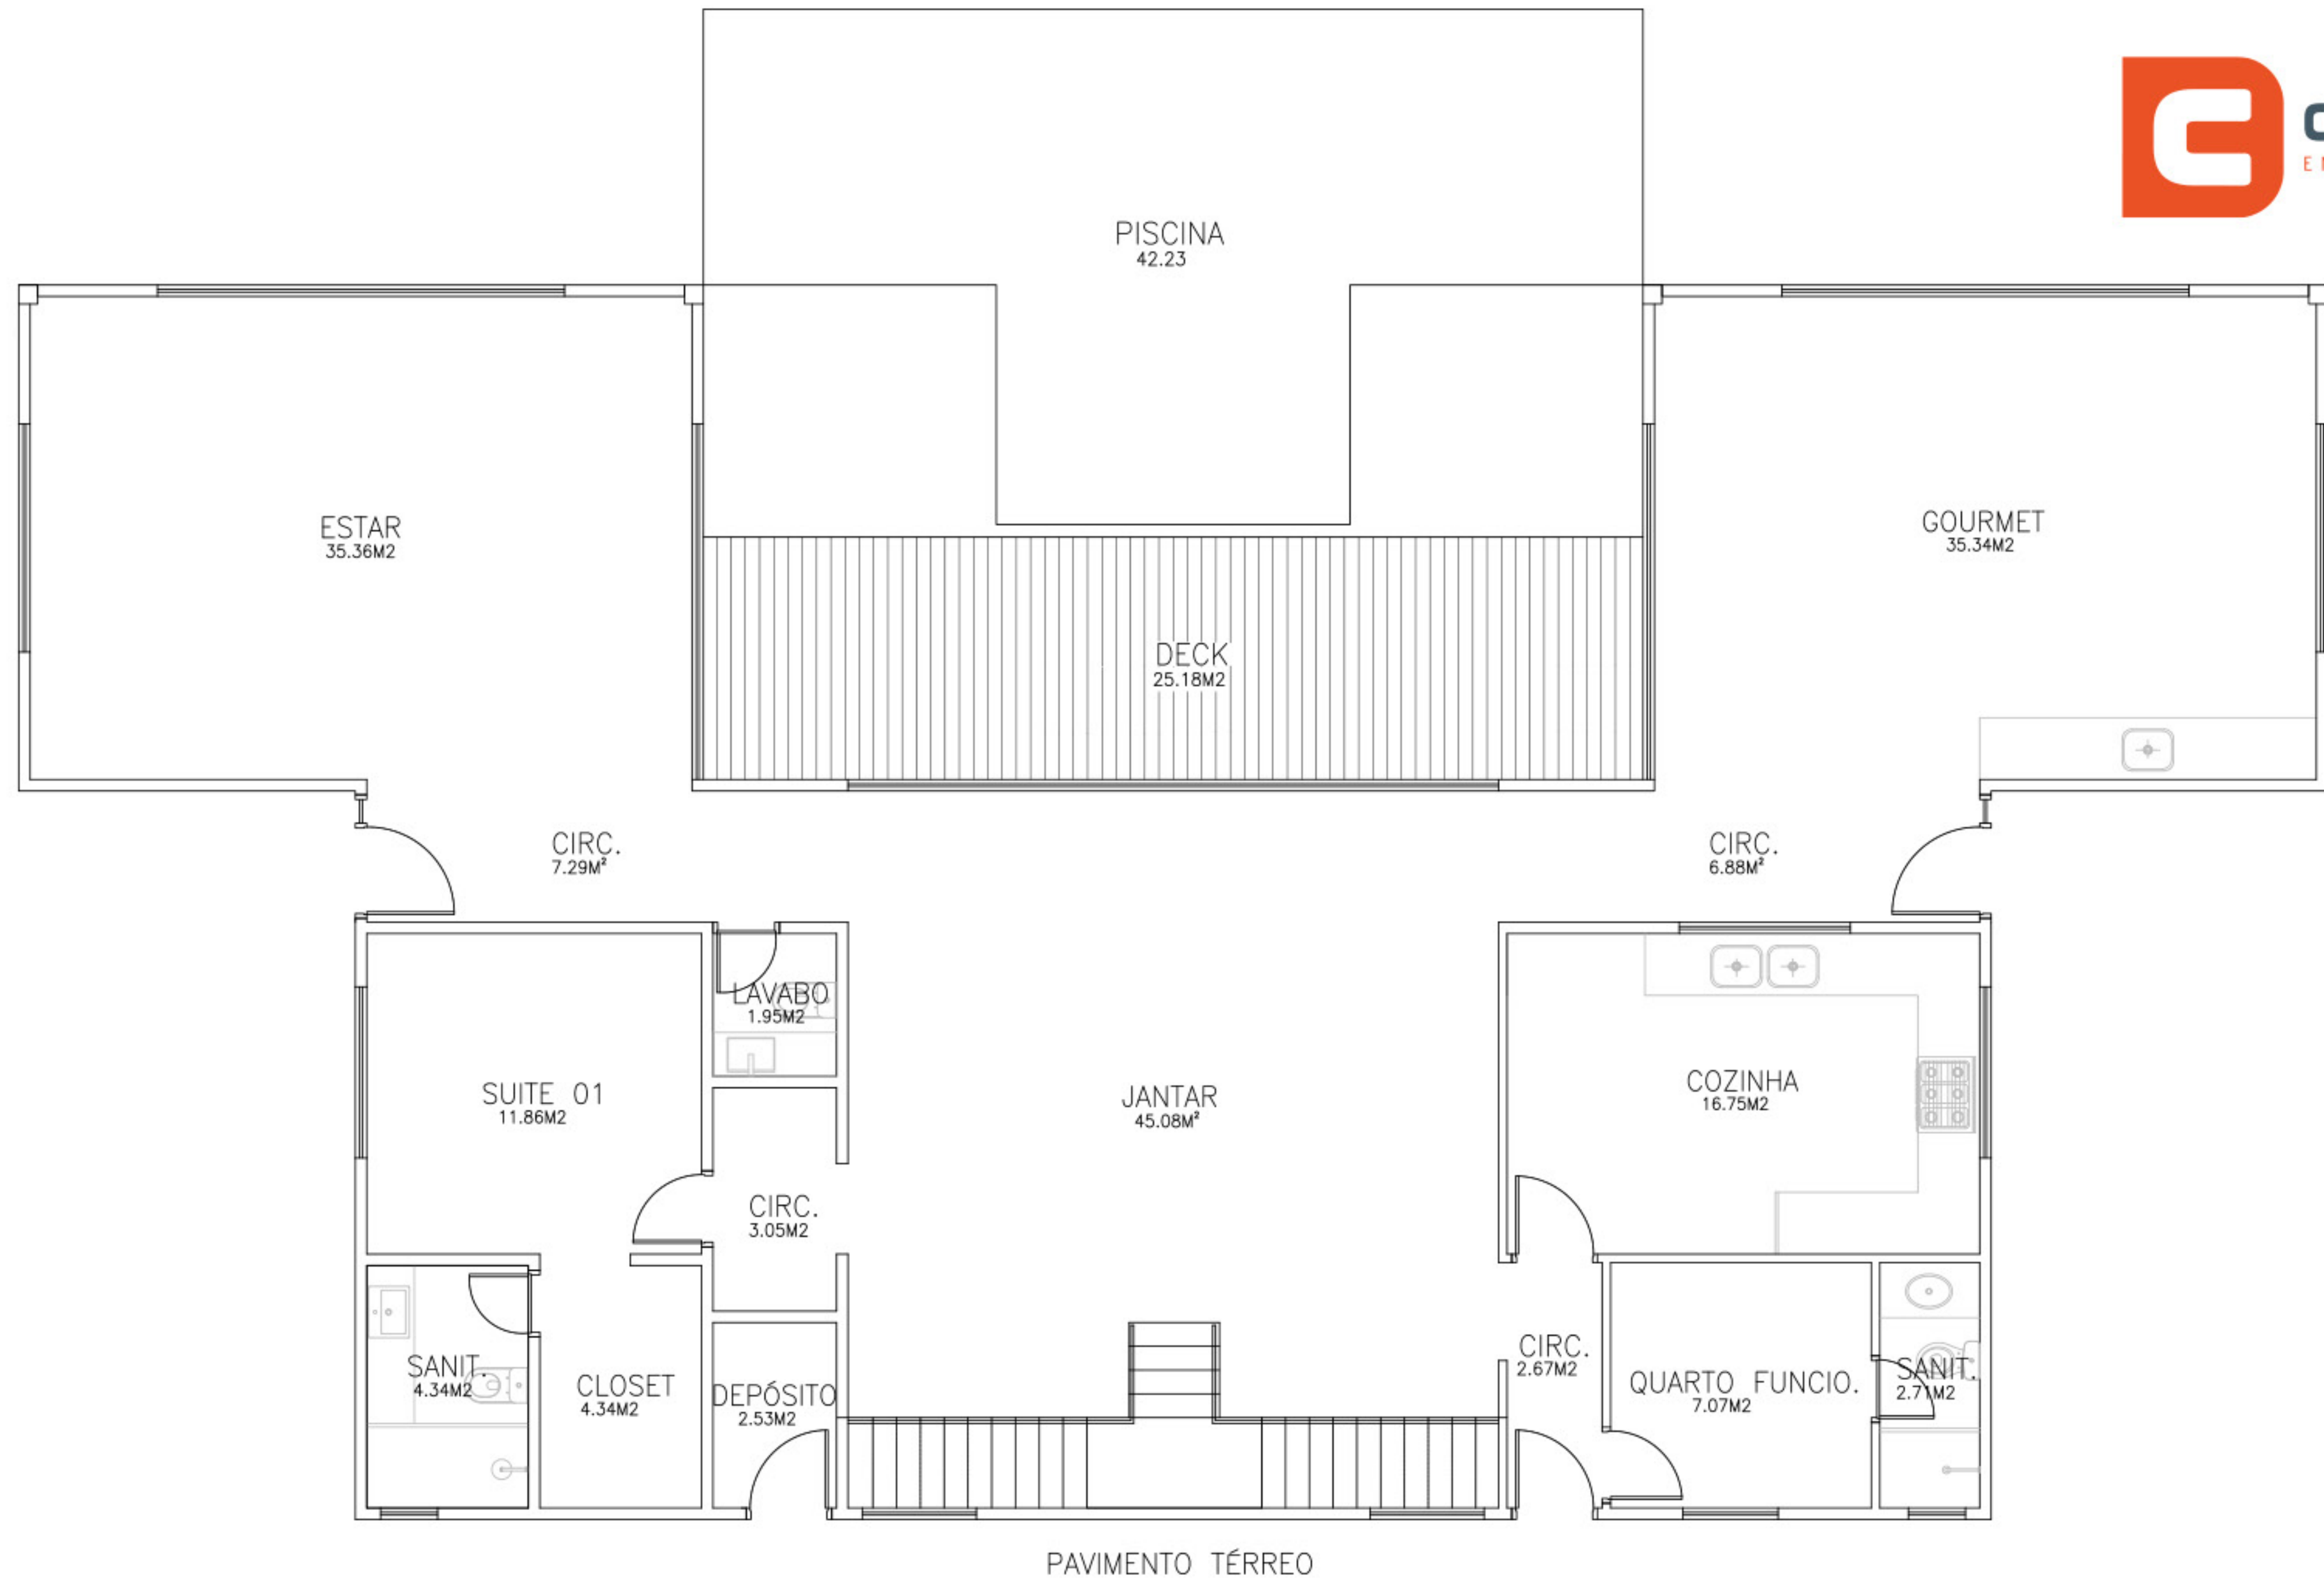 PISCINA
42.23
ESTAR
35.36M2
GOURMET
35.34M2
DECK
25.18M2
CIRC.
7.29M²
CIRC.
6.88M²
LAVABO
1.95M2
SUITE 01
11.86M2
JANTAR
45.08M²
COZINHA
16.75M2
CIRC.
3.05M2
SANIT.
4.34M2
CLOSET
4.34M2
DEPÓSITO
2.53M2
CIRC.
2.67M2
QUARTO FUNCIO.
7.07M2
SANIT.
2.71M2
PAVIMENTO TÉRREO